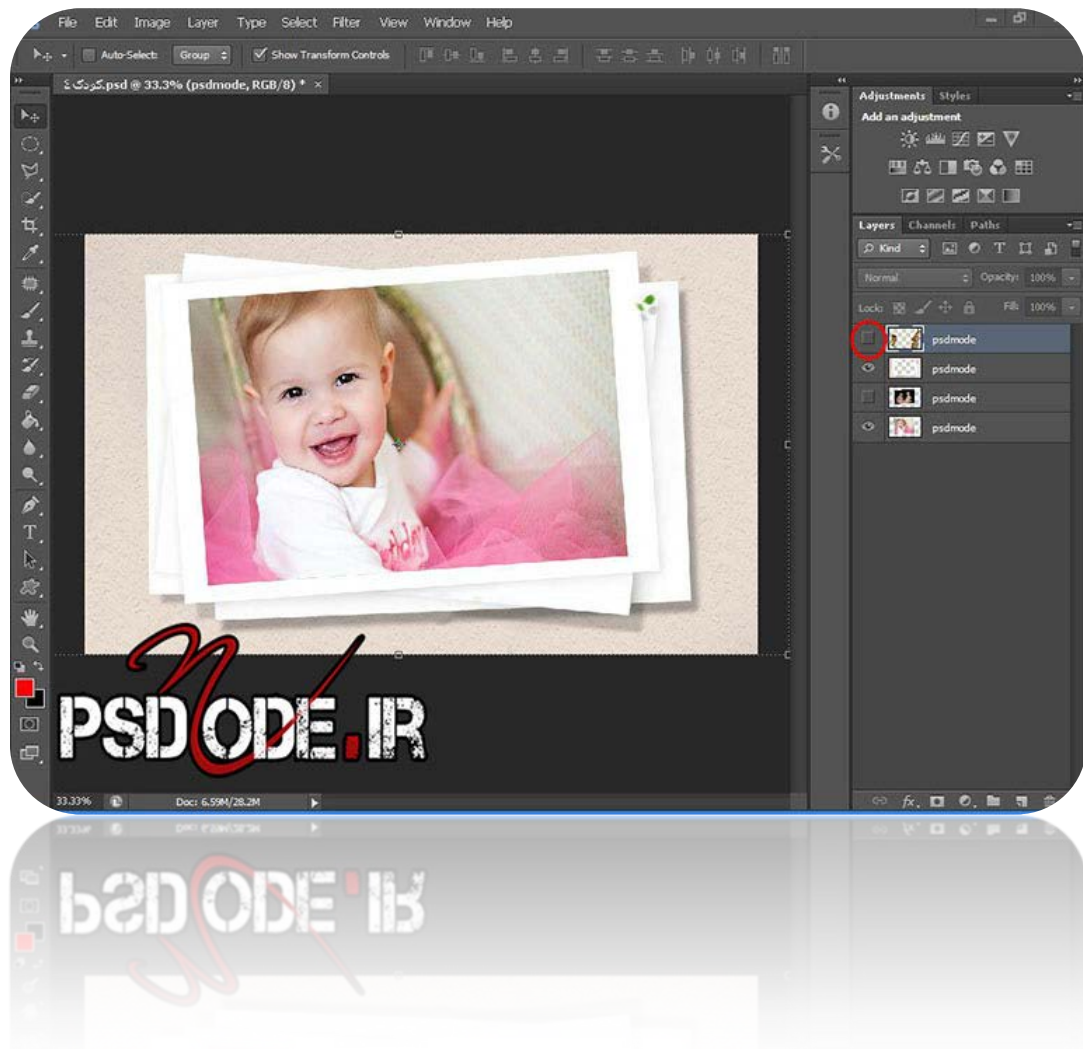 File Edit Image Layer Type Select Filter View Window Help
Auto-Select: Group Show Transform Controls
کودک ٤.psd @ 33.3% (psdmode, RGB/8) * ×
Adjustments Styles
Add an adjustment
Layers Channels Paths
Kind
Normal Opacity: 100%
Lock: Fill: 100%
psdmode
psdmode
psdmode
psdmode
PSDMODE.IR
33.33% Doc: 6.59M/28.2M